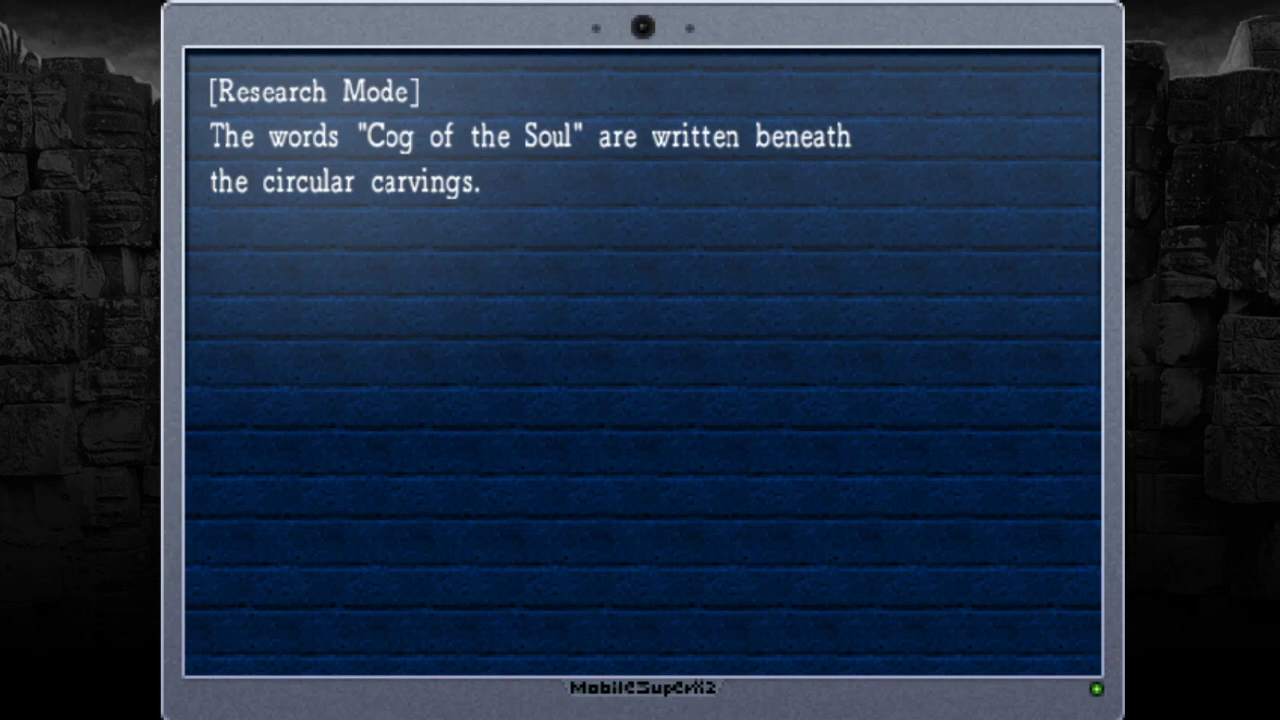 [Research Mode]
The words "Cog of the Soul" are written beneath
the circular carvings.
MobileSuperX2